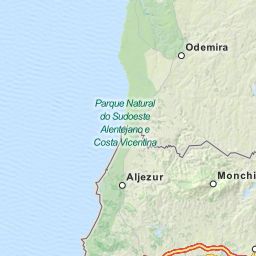 Odemira
Parque Natural
do Sudoeste
Alentejano e
Costa Vicentina
Aljezur
Monchi